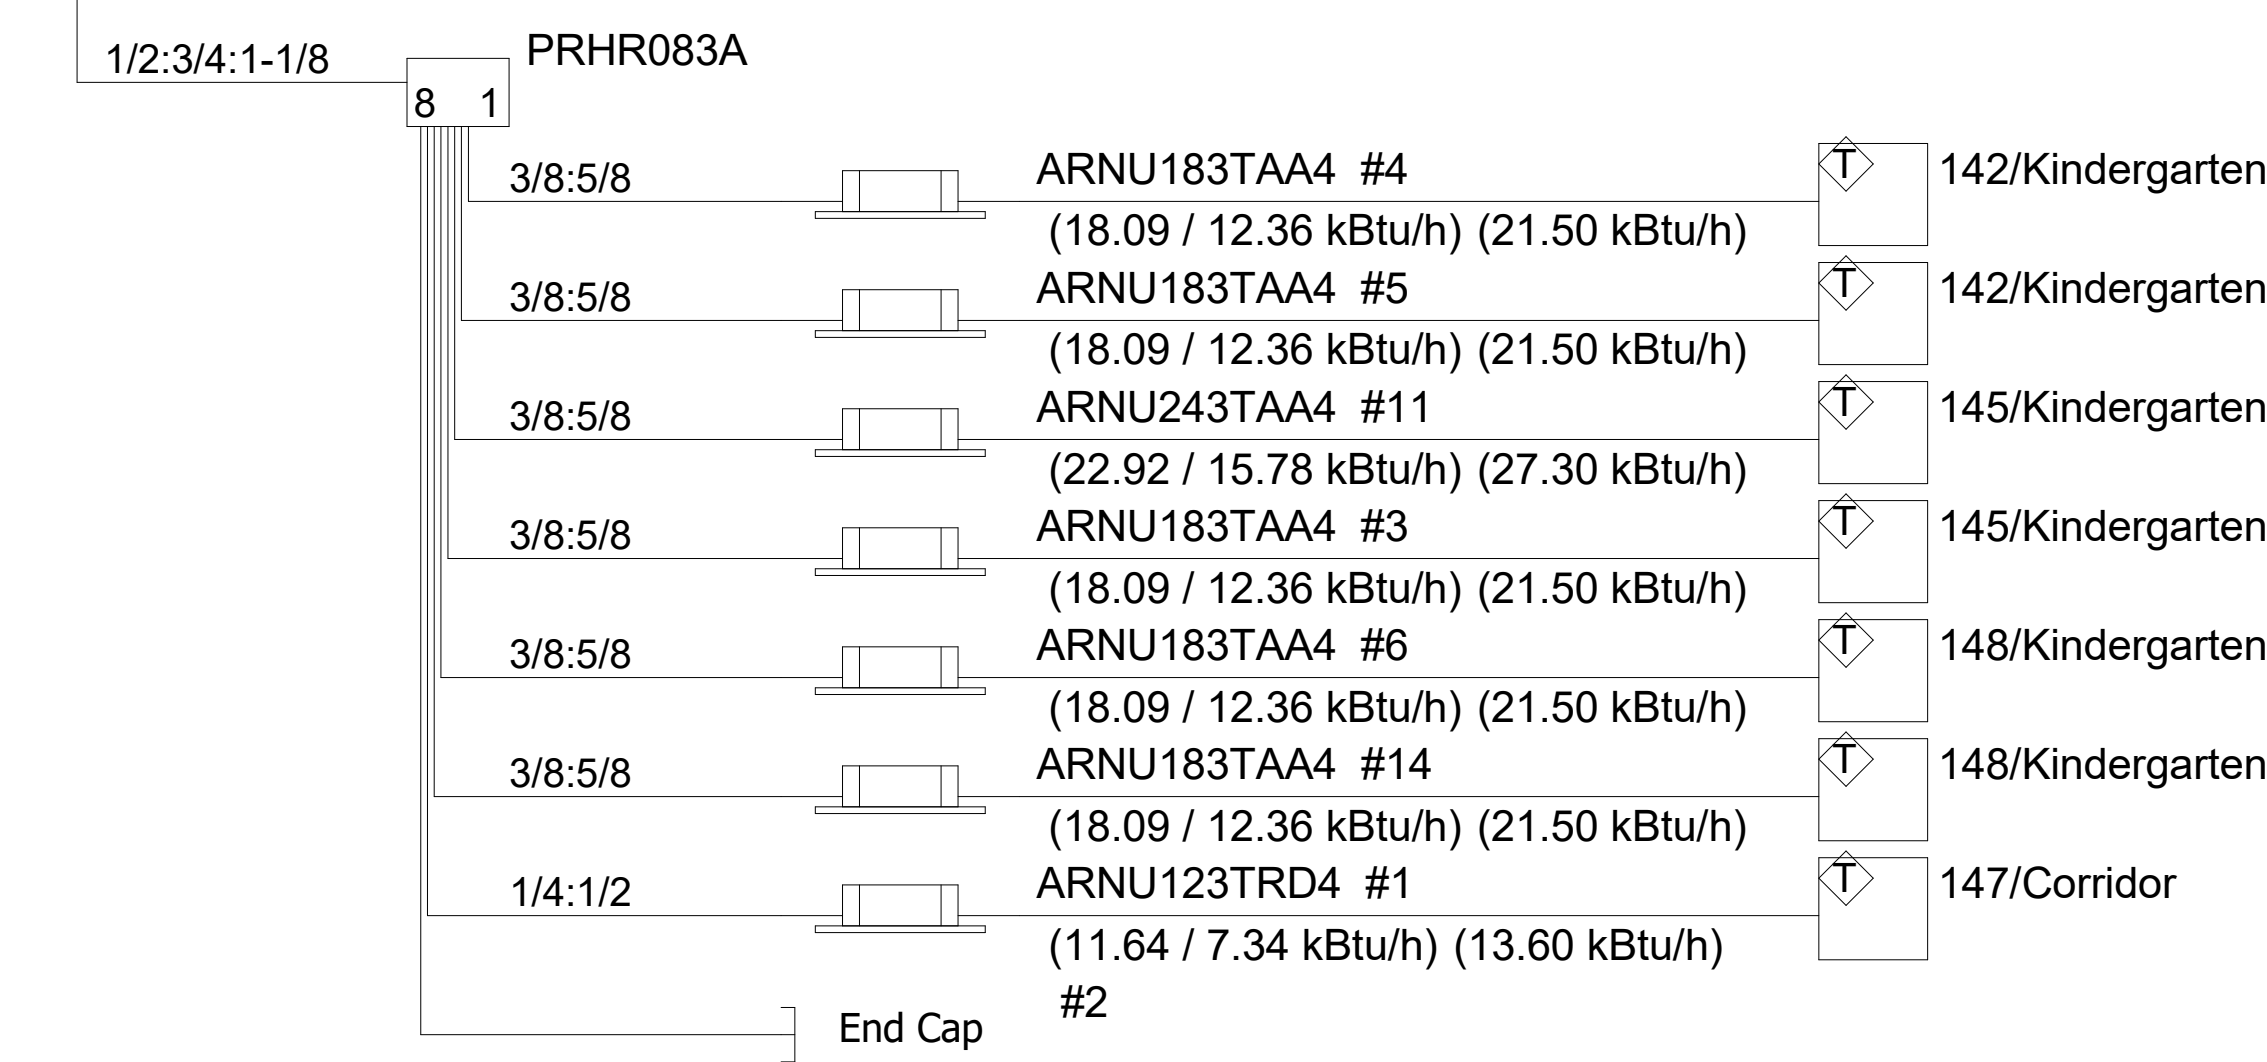 1/2:3/4:1-1/8
PRHR083A
8 1
3/8:5/8
ARNU183TAA4 #4
T
142/Kindergarten
(18.09 / 12.36 kBtu/h) (21.50 kBtu/h)
3/8:5/8
ARNU183TAA4 #5
T
142/Kindergarten
(18.09 / 12.36 kBtu/h) (21.50 kBtu/h)
3/8:5/8
ARNU243TAA4 #11
T
145/Kindergarten
(22.92 / 15.78 kBtu/h) (27.30 kBtu/h)
3/8:5/8
ARNU183TAA4 #3
T
145/Kindergarten
(18.09 / 12.36 kBtu/h) (21.50 kBtu/h)
3/8:5/8
ARNU183TAA4 #6
T
148/Kindergarten
(18.09 / 12.36 kBtu/h) (21.50 kBtu/h)
3/8:5/8
ARNU183TAA4 #14
T
148/Kindergarten
(18.09 / 12.36 kBtu/h) (21.50 kBtu/h)
1/4:1/2
ARNU123TRD4 #1
T
147/Corridor
(11.64 / 7.34 kBtu/h) (13.60 kBtu/h)
#2
End Cap